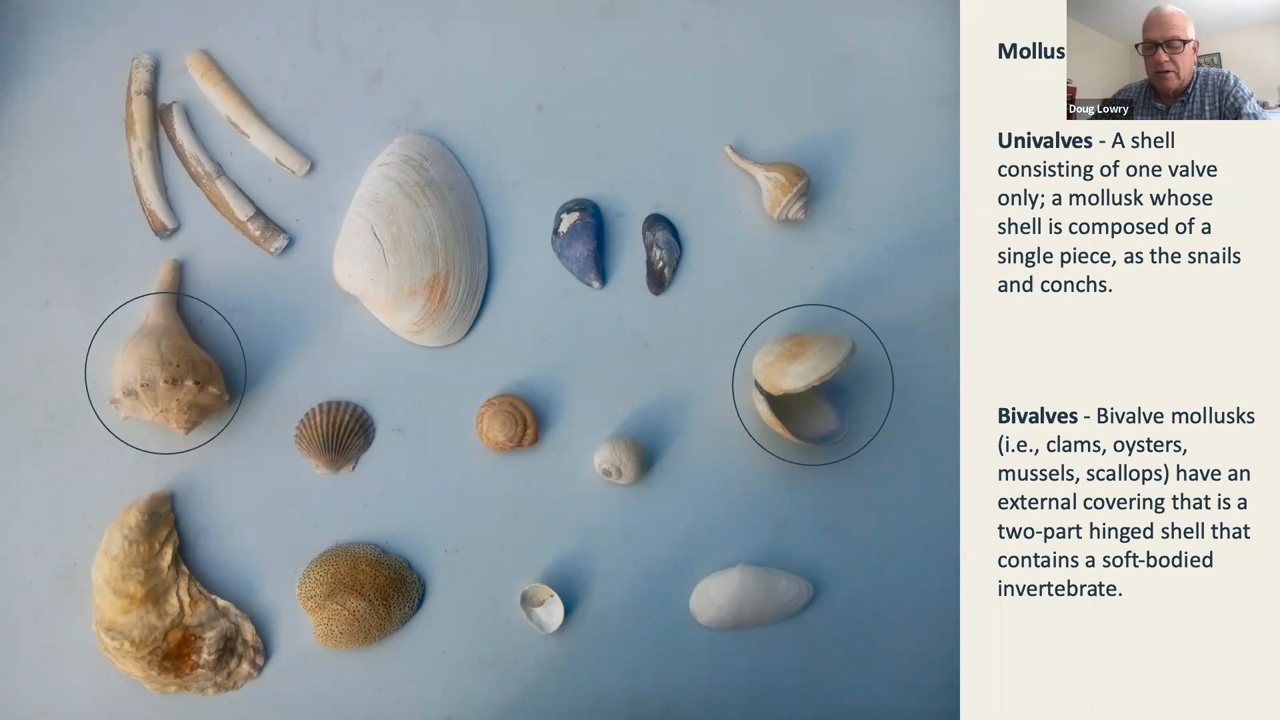 Mollus
Doug Lowry
Univalves - A shell
consisting of one valve
only; a mollusk whose
shell is composed of a
single piece, as the snails
and conchs.
Bivalves - Bivalve mollusks
(i.e., clams, oysters,
mussels, scallops) have an
external covering that is a
two-part hinged shell that
contains a soft-bodied
invertebrate.